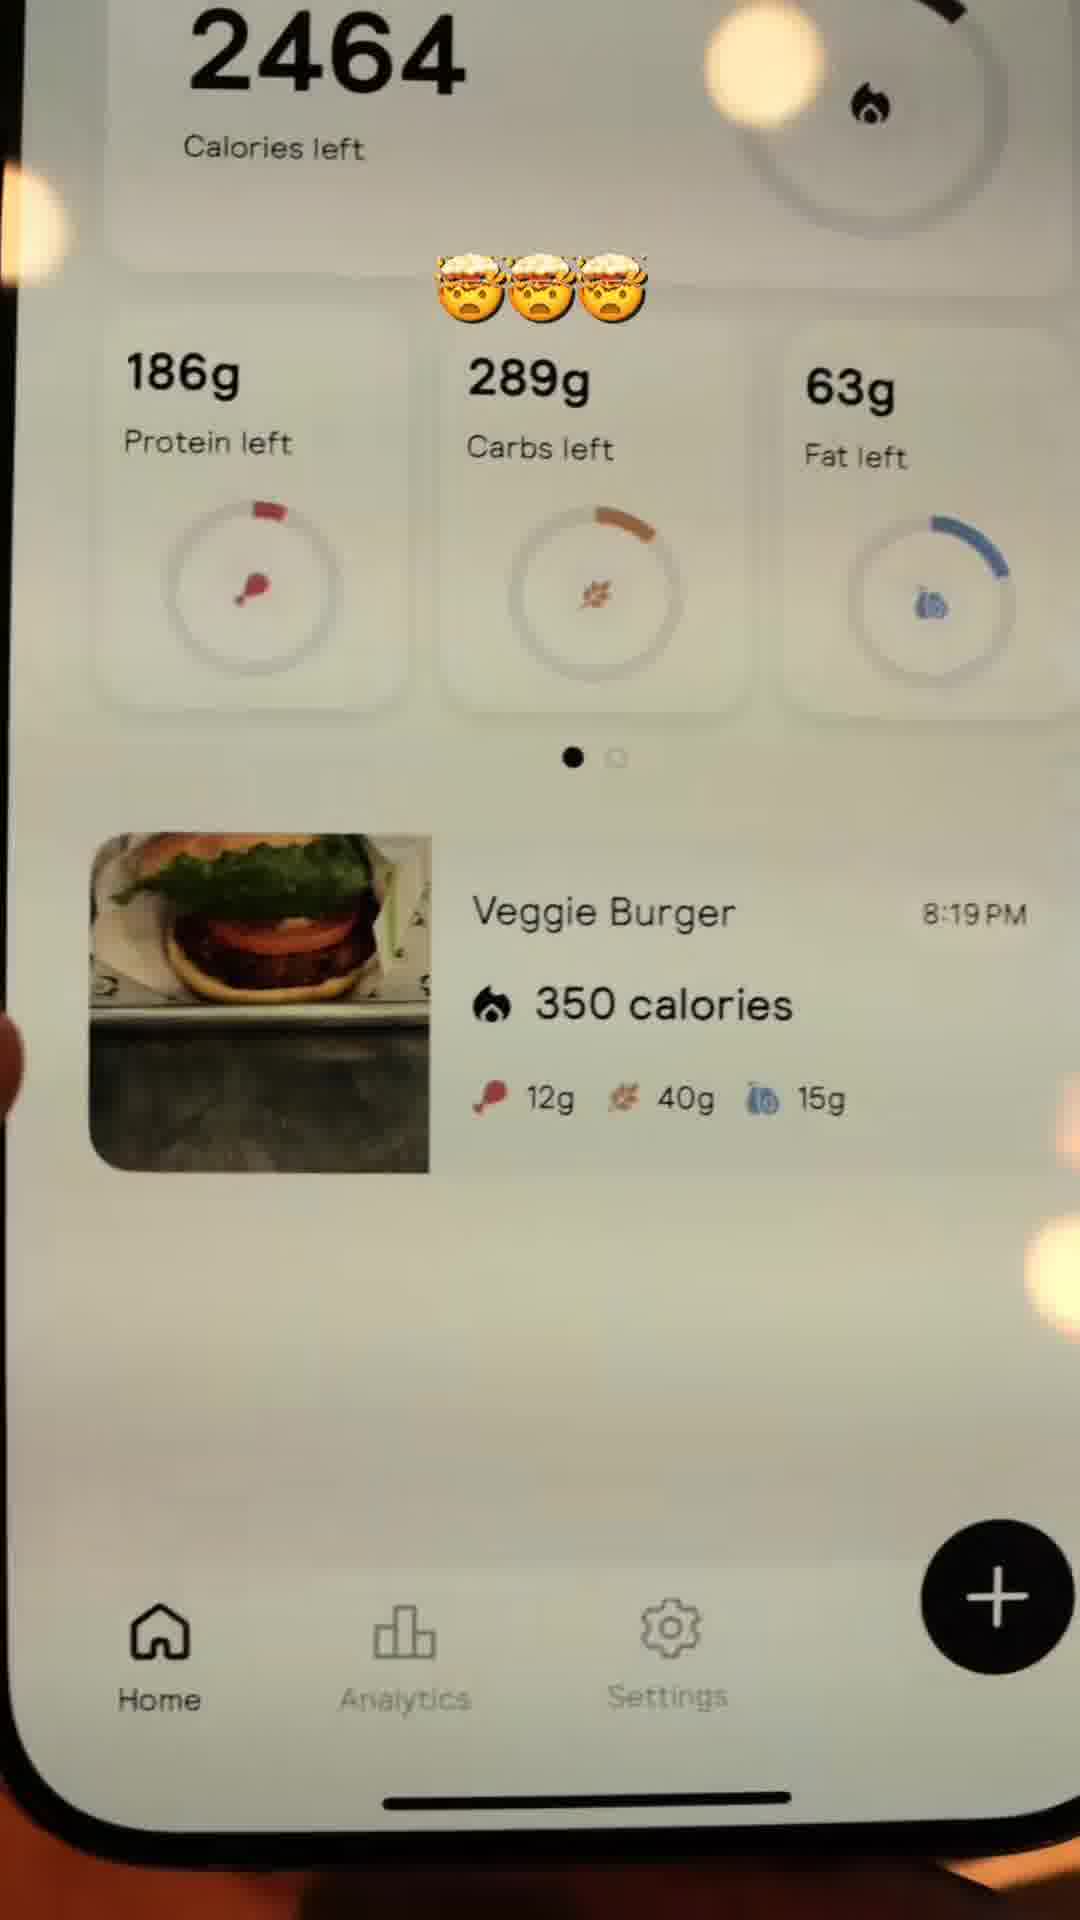 2464
Calories left
186g
Protein left
289g
Carbs left
63g
Fat left
Veggie Burger
8:19 PM
350 calories
12g 40g 15g
Home
Analytics
Settings